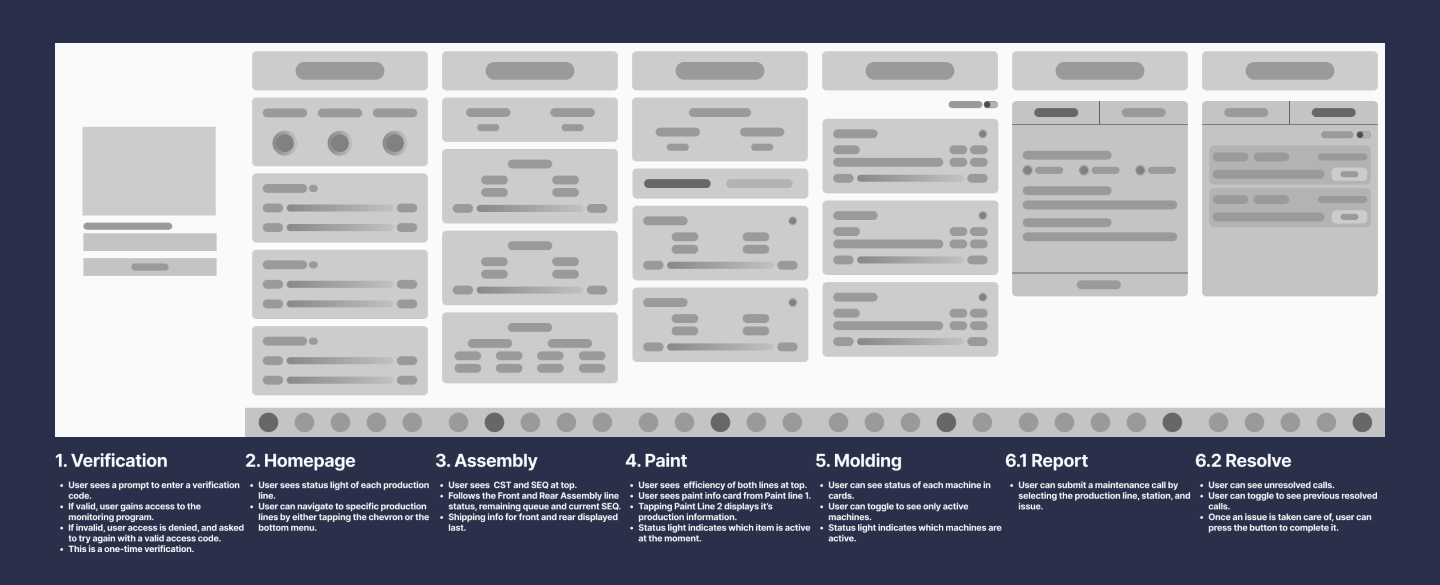 1. Verification
• User sees a prompt to enter a verification
code.
• If valid, user gains access to the
monitoring program.
• If invalid, user access is denied, and asked
to try again with a valid access code.
• This is a one-time verification.
2. Homepage
• User sees status light of each production
line.
• User can navigate to specific production
lines by either tapping the chevron or the
bottom menu.
3. Assembly
• User sees CST and SEQ at top.
• Follows the Front and Rear Assembly line
status, remaining queue and current SEQ.
• Shipping info for front and rear displayed
last.
4. Paint
• User sees efficiency of both lines at top.
• User sees paint info card from Paint line 1.
• Tapping Paint Line 2 displays it's
production information.
• Status light indicates which item is active
at the moment.
5. Molding
• User can see status of each machine in
cards.
• User can toggle to see only active
machines.
• Status light indicates which machines are
active.
6.1 Report
• User can submit a maintenance call by
selecting the production line, station, and
issue.
6.2 Resolve
• User can see unresolved calls.
• User can toggle to see previous resolved
calls.
• Once an issue is taken care of, user can
press the button to complete it.